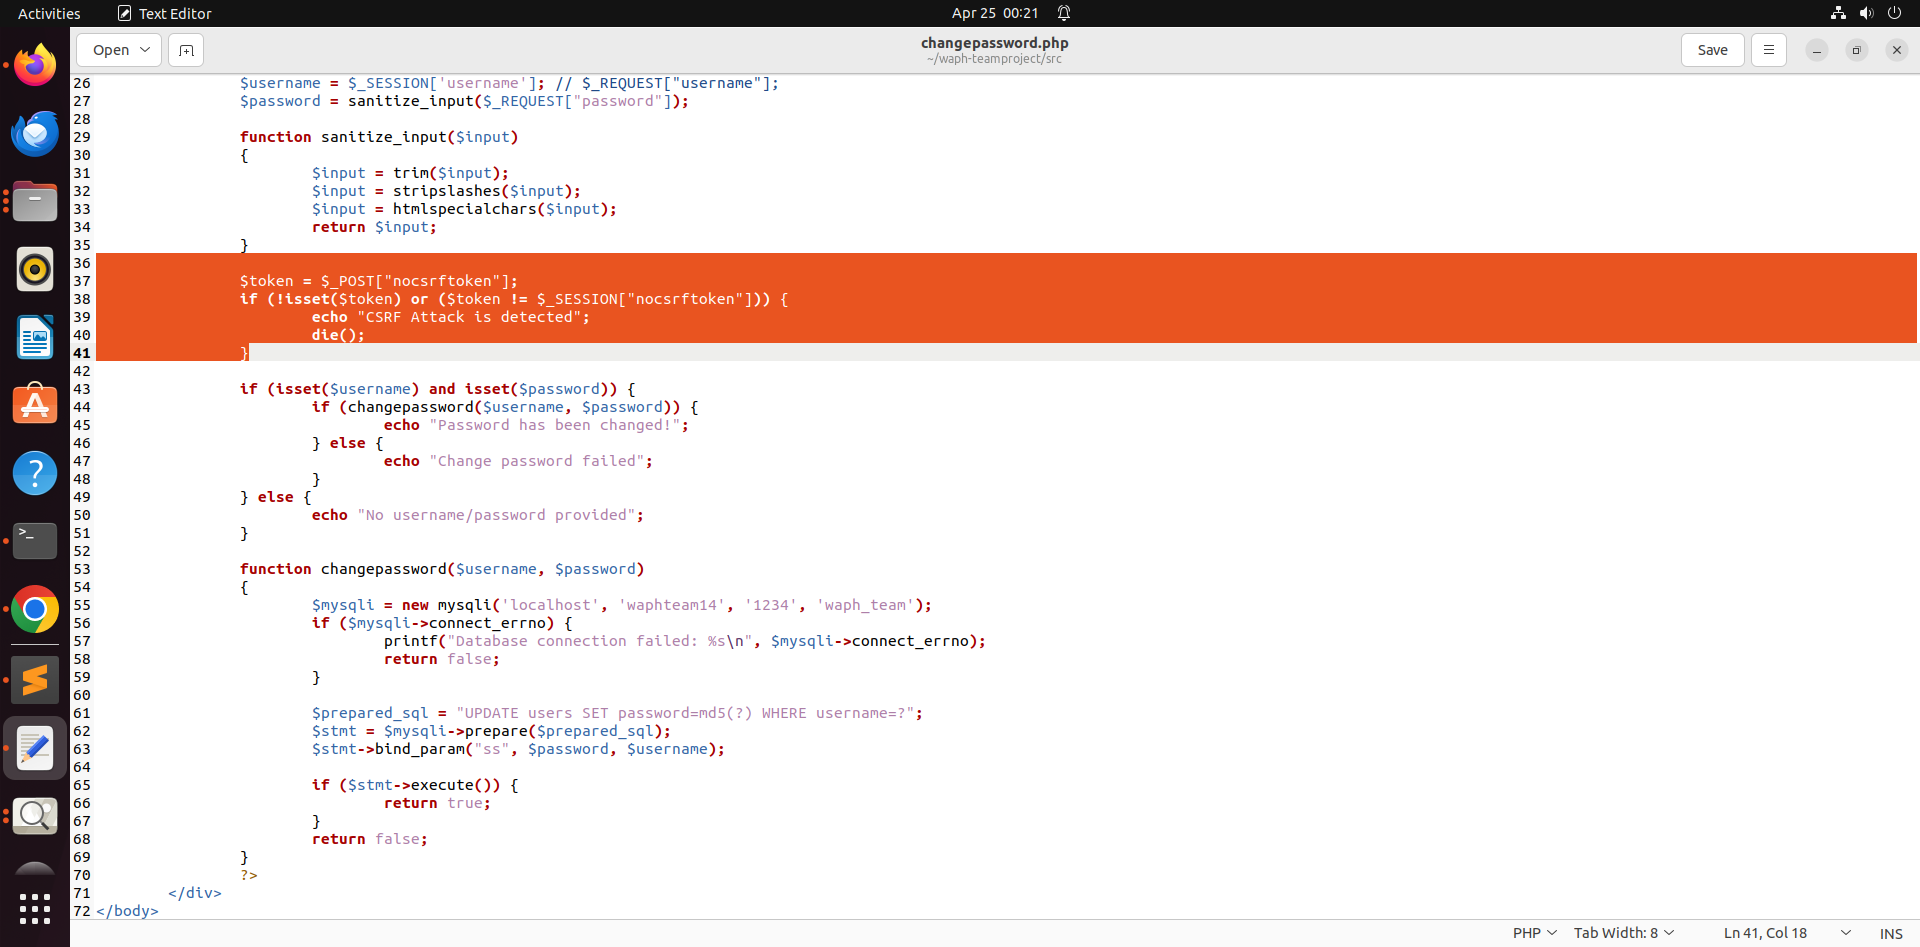 Activities Text Editor Apr 25 00:21
Open changepassword.php Save
~/waph-teamproject/src
26 $username = $_SESSION['username']; // $_REQUEST["username"];
27 $password = sanitize_input($_REQUEST["password"]);
28
29 function sanitize_input($input)
30 {
31 $input = trim($input);
32 $input = stripslashes($input);
33 $input = htmlspecialchars($input);
34 return $input;
35 }
36
37 $token = $_POST["nocsrftoken"];
38 if (!isset($token) or ($token != $_SESSION["nocsrftoken"])) {
39 echo "CSRF Attack is detected";
40 die();
41 }
42
43 if (isset($username) and isset($password)) {
44 if (changepassword($username, $password)) {
45 echo "Password has been changed!";
46 } else {
47 echo "Change password failed";
48 }
49 } else {
50 echo "No username/password provided";
51 }
52
53 function changepassword($username, $password)
54 {
55 $mysqli = new mysqli('localhost', 'waphteam14', '1234', 'waph_team');
56 if ($mysqli->connect_errno) {
57 printf("Database connection failed: %s\n", $mysqli->connect_errno);
58 return false;
59 }
60
61 $prepared_sql = "UPDATE users SET password=md5(?) WHERE username=?";
62 $stmt = $mysqli->prepare($prepared_sql);
63 $stmt->bind_param("ss", $password, $username);
64
65 if ($stmt->execute()) {
66 return true;
67 }
68 return false;
69 }
70 ?>
71 </div>
72 </body>
PHP Tab Width: 8 Ln 41, Col 18 INS